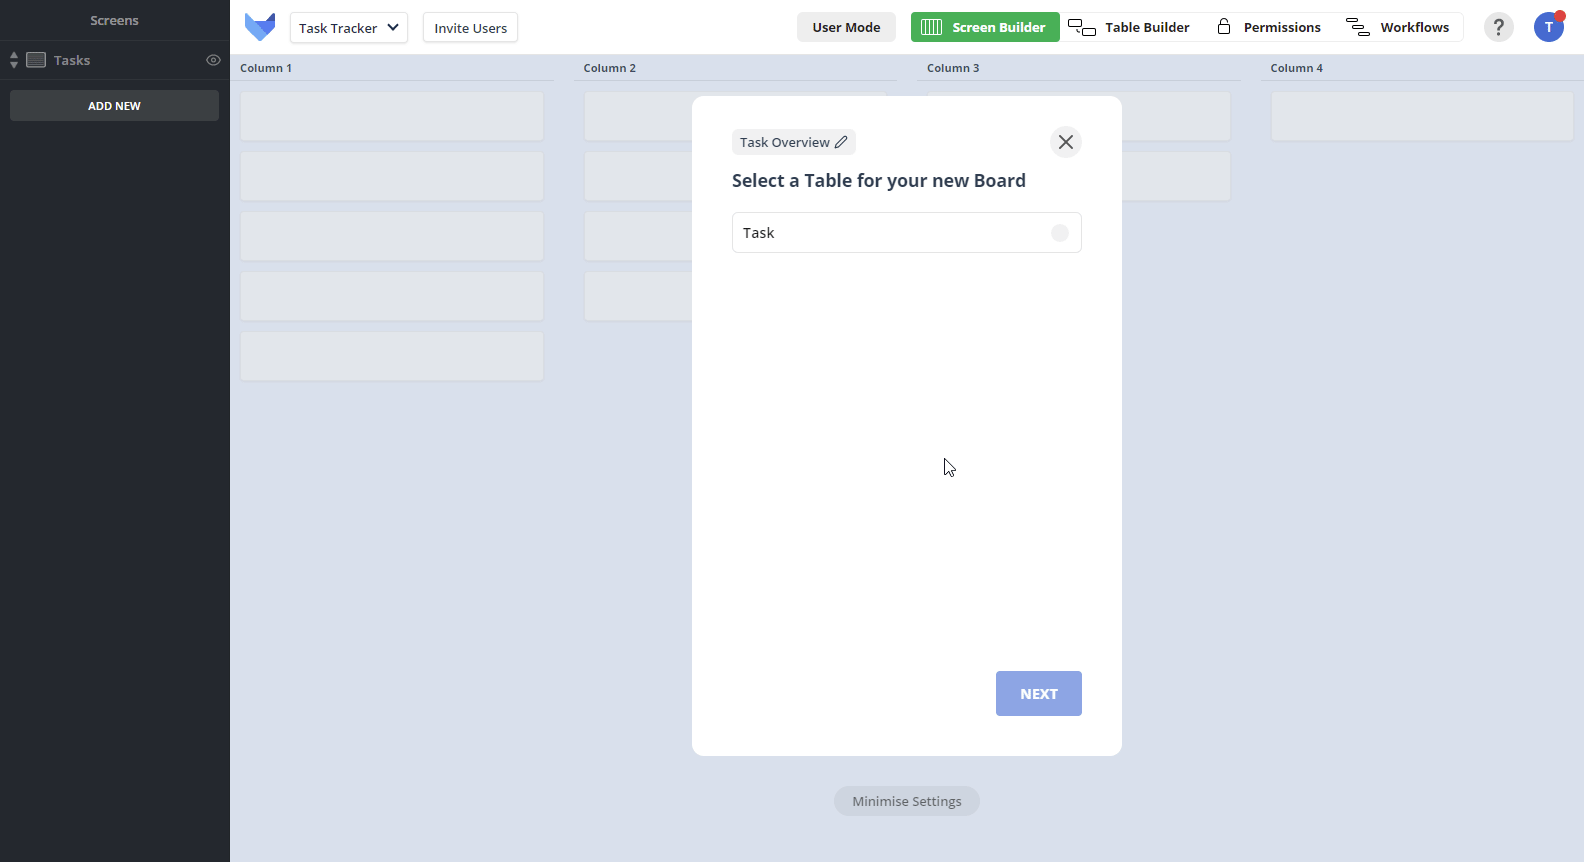 Screens
Task Tracker
Invite Users
User Mode
Screen Builder
Table Builder
Permissions
Workflows
?
T
Tasks
ADD NEW
Column 1
Column 2
Column 3
Column 4
Task Overview
Select a Table for your new Board
Task
NEXT
Minimise Settings